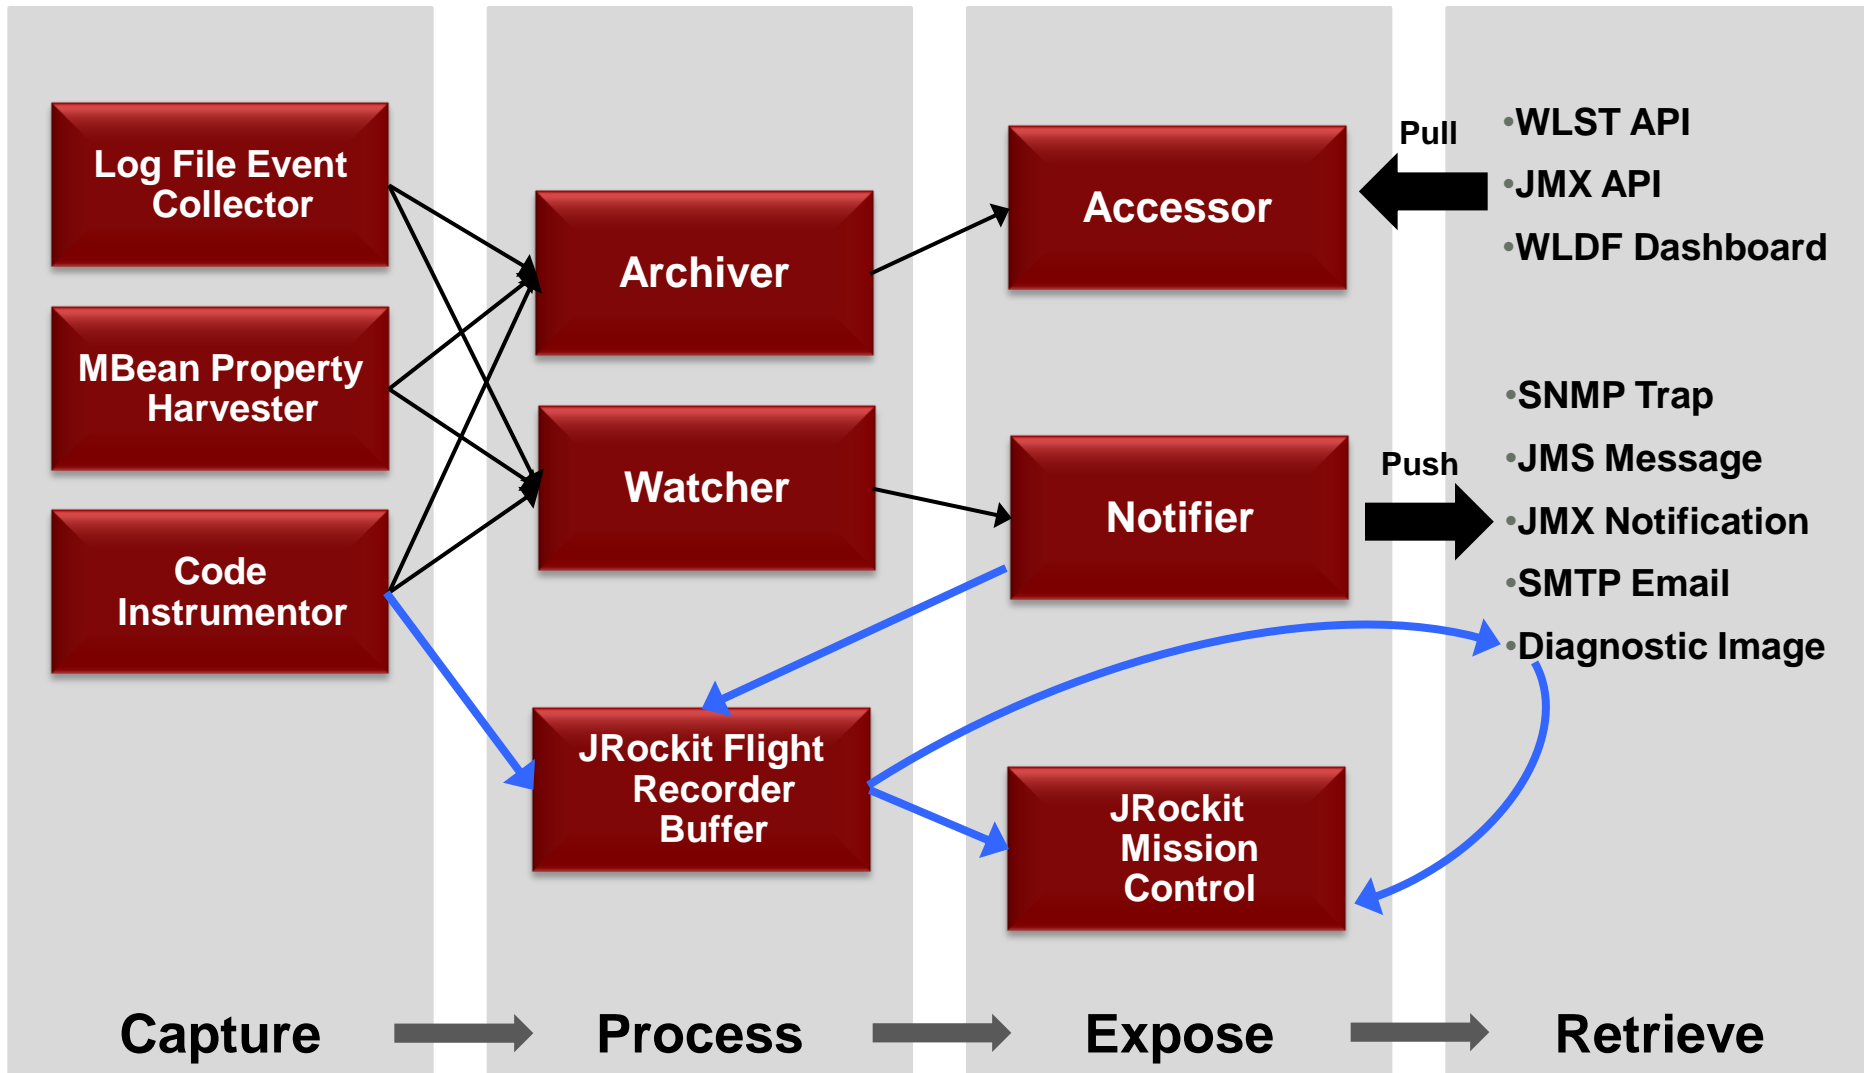 Log File Event
Collector
MBean Property
Harvester
Code
Instrumentor
Archiver
Watcher
JRockit Flight
Recorder
Buffer
Accessor
Notifier
JRockit
Mission
Control
Pull
•WLST API
•JMX API
•WLDF Dashboard
Push
•SNMP Trap
•JMS Message
•JMX Notification
•SMTP Email
•Diagnostic Image
Capture
Process
Expose
Retrieve